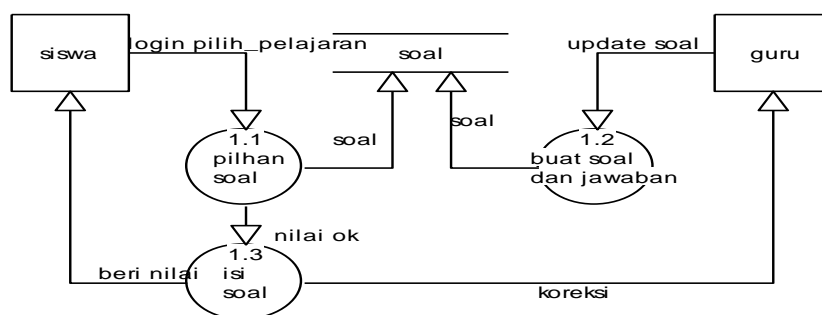 login pilih_pelajaran
siswa
soal
update soal
guru
1.1
pilhan
soal
soal
soal
1.2
buat soal
dan jawaban
nilai ok
1.3
isi
soal
beri nilai
koreksi